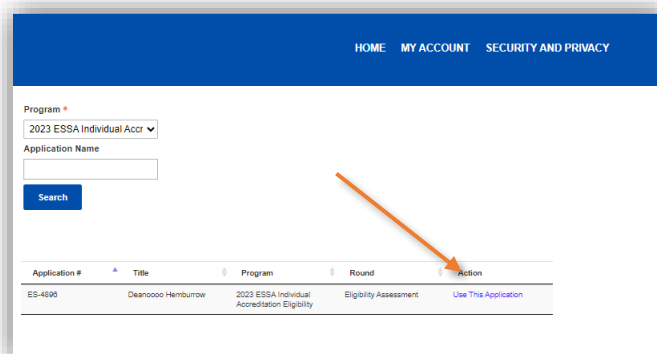 HOME MY ACCOUNT SECURITY AND PRIVACY
Program *
2023 ESSA Individual Accr
Application Name
Search
Application # Title Program Round Action
ES-4896 Deanoooo Hemburrow 2023 ESSA Individual Eligibility Assessment Use This Application
Accreditation Eligibility